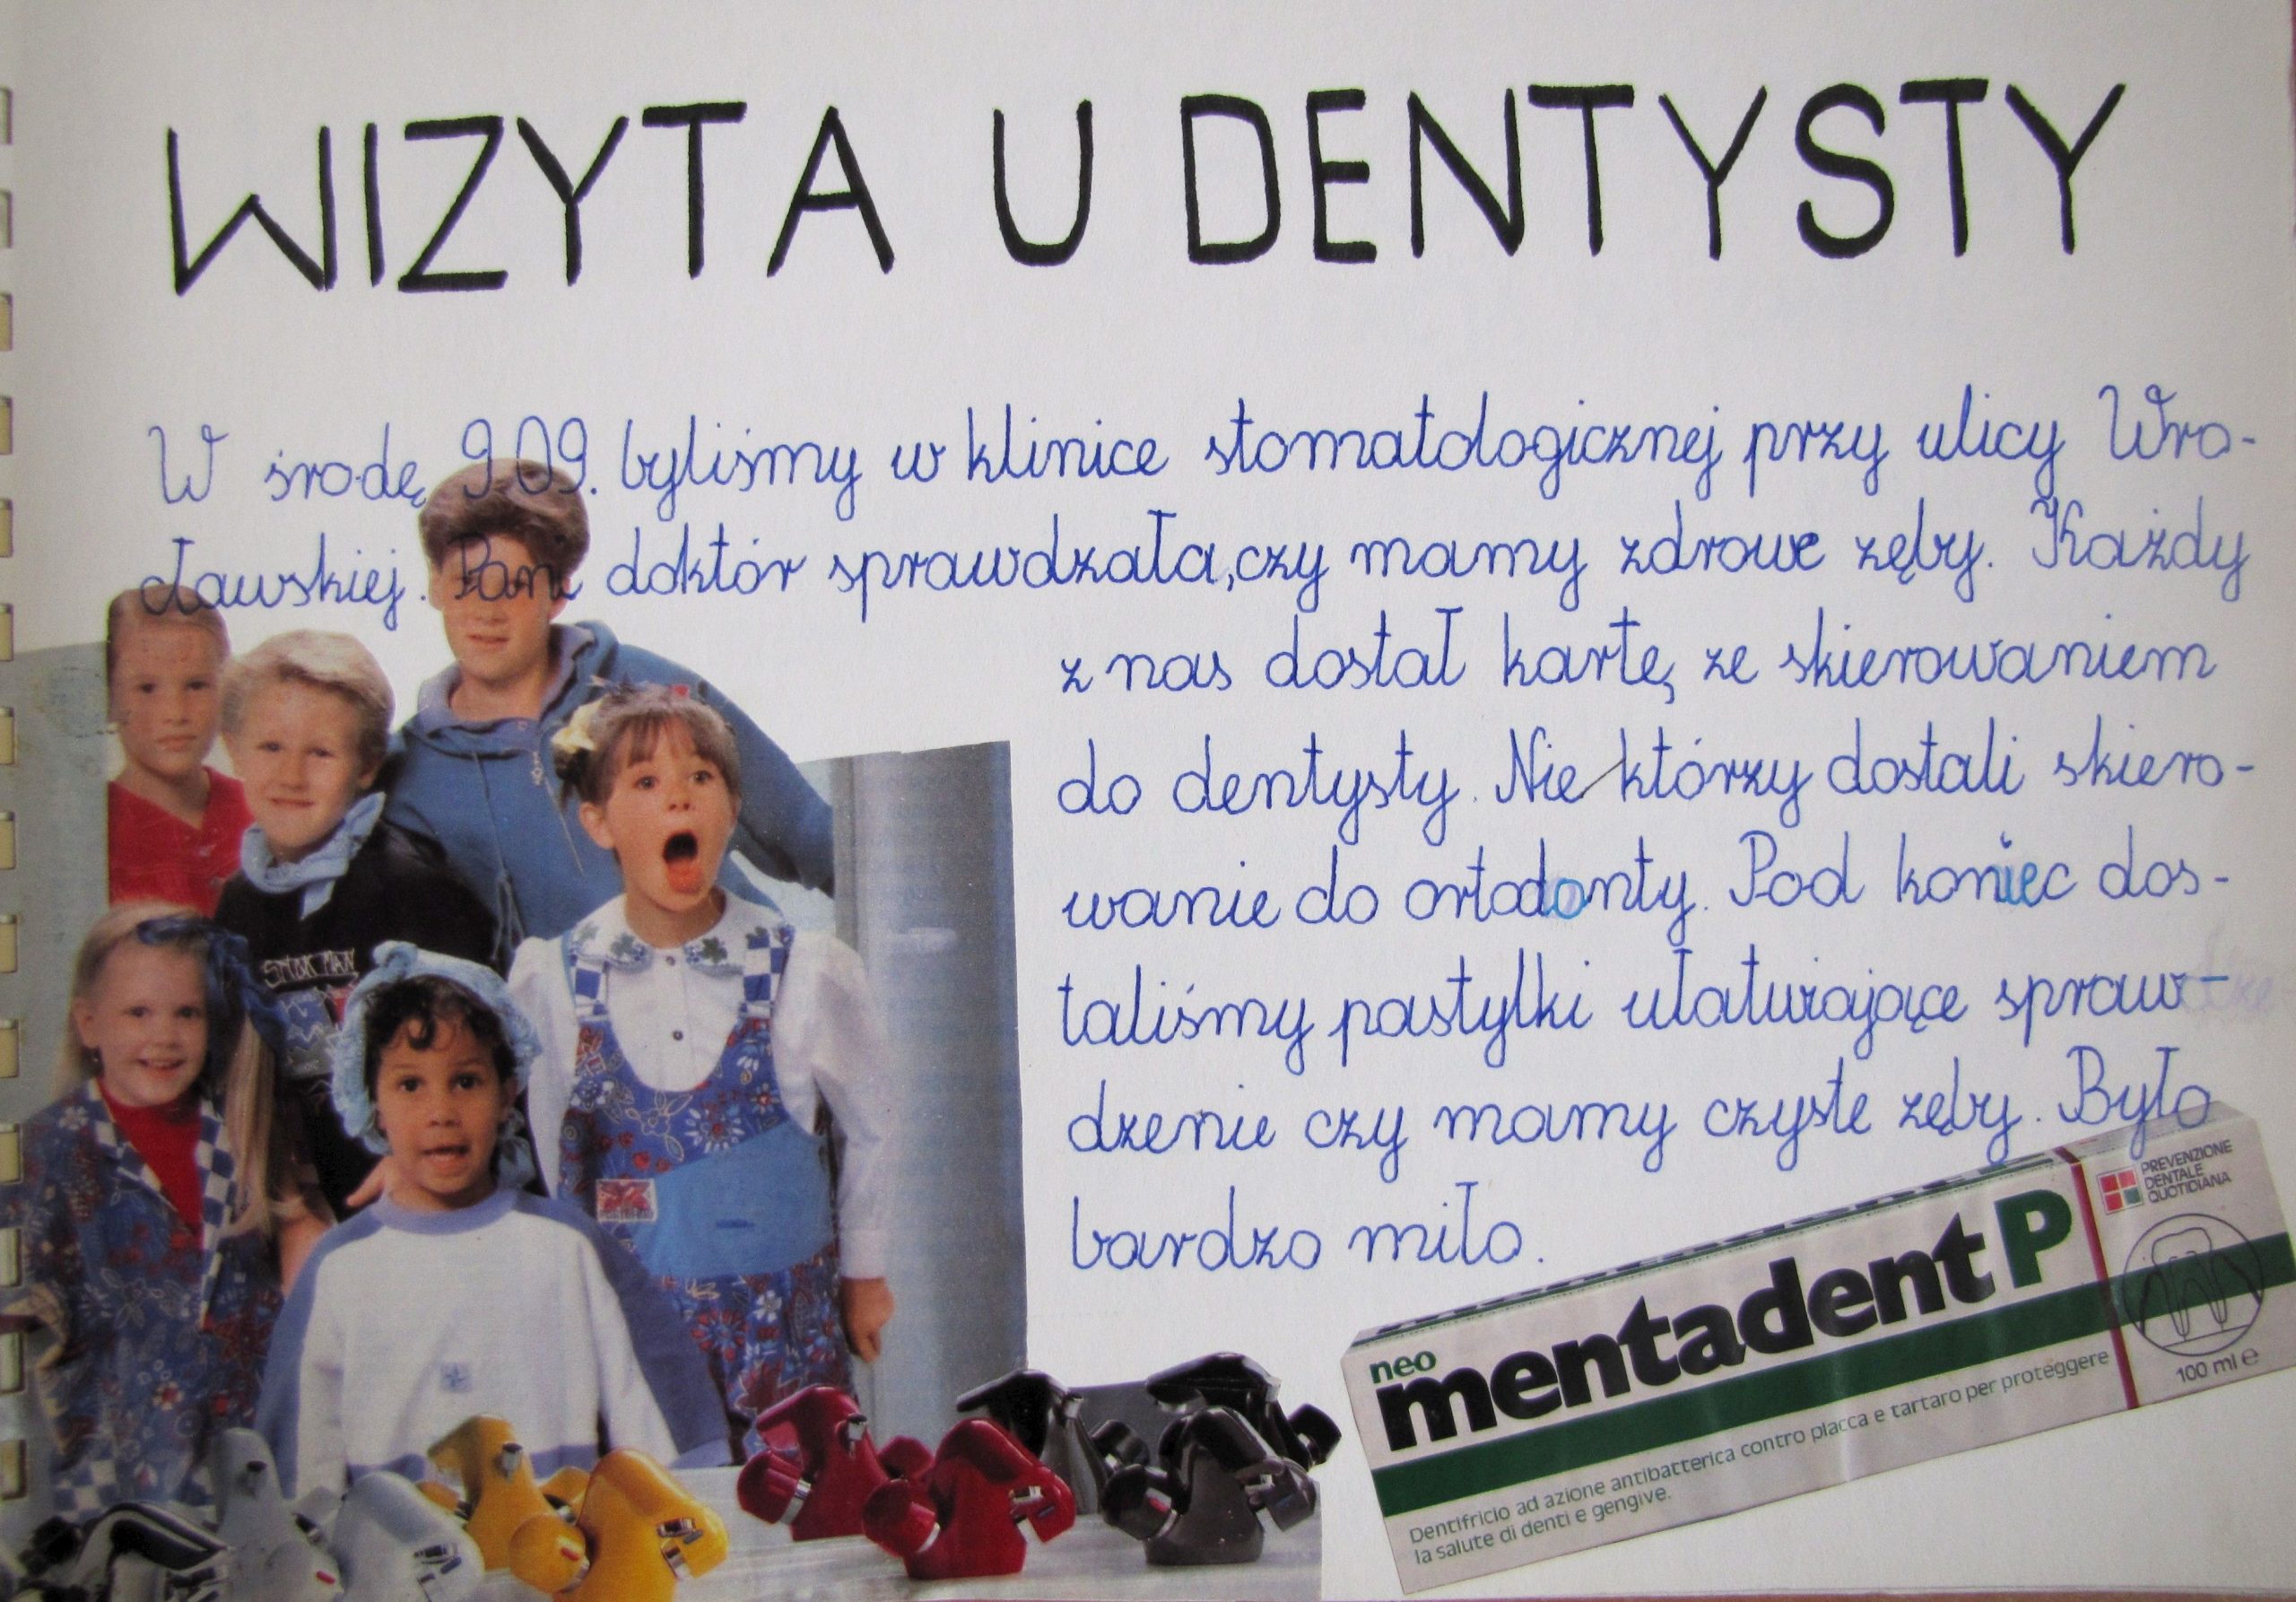 WIZYTA U DENTYSTY
W środę 9.09. byliśmy w klinice stomatologicznej przy ulicy Wro-
cławskiej. Pani doktór sprawdzała, czy mamy zdrowe zęby. Każdy
z nas dostał kartę ze skierowaniem
do dentysty. Nie którzy dostali skiero-
wanie do ortodonty. Pod koniec dos-
taliśmy pastylki ułatwiające spraw-
dzenie czy mamy czyste zęby. Było
bardzo miło.
neo
mentadent P
PREVENZIONE
DENTALE
QUOTIDIANA
100 ml e
Dentifricio ad azione antibatterica contro placca e tartaro per proteggere
la salute di denti e gengive.